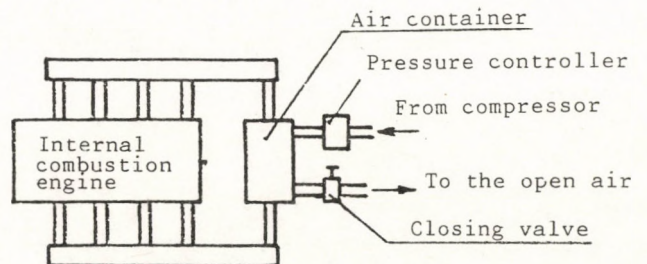 Air container
Pressure controller
From compressor
Internal
combustion
engine
To the open air
Closing valve